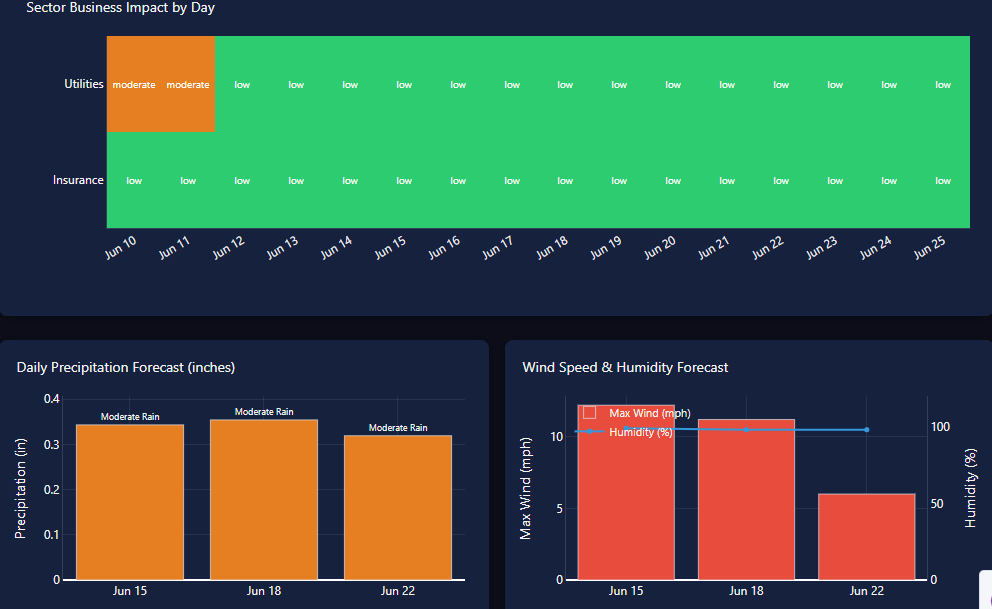 Sector Business Impact by Day
Utilities moderate moderate low low low low low low low low low low low low low low
Insurance low low low low low low low low low low low low low low low low
Jun 10 Jun 11 Jun 12 Jun 13 Jun 14 Jun 15 Jun 16 Jun 17 Jun 18 Jun 19 Jun 20 Jun 21 Jun 22 Jun 23 Jun 24 Jun 25
Daily Precipitation Forecast (inches)
Precipitation (in)
0.4
0.3
0.2
0.1
0
Moderate Rain Moderate Rain Moderate Rain
Jun 15 Jun 18 Jun 22
Wind Speed & Humidity Forecast
Max Wind (mph)
Humidity (%)
Max Wind (mph)
10
5
0
100
50
0
Humidity (%)
Jun 15 Jun 18 Jun 22